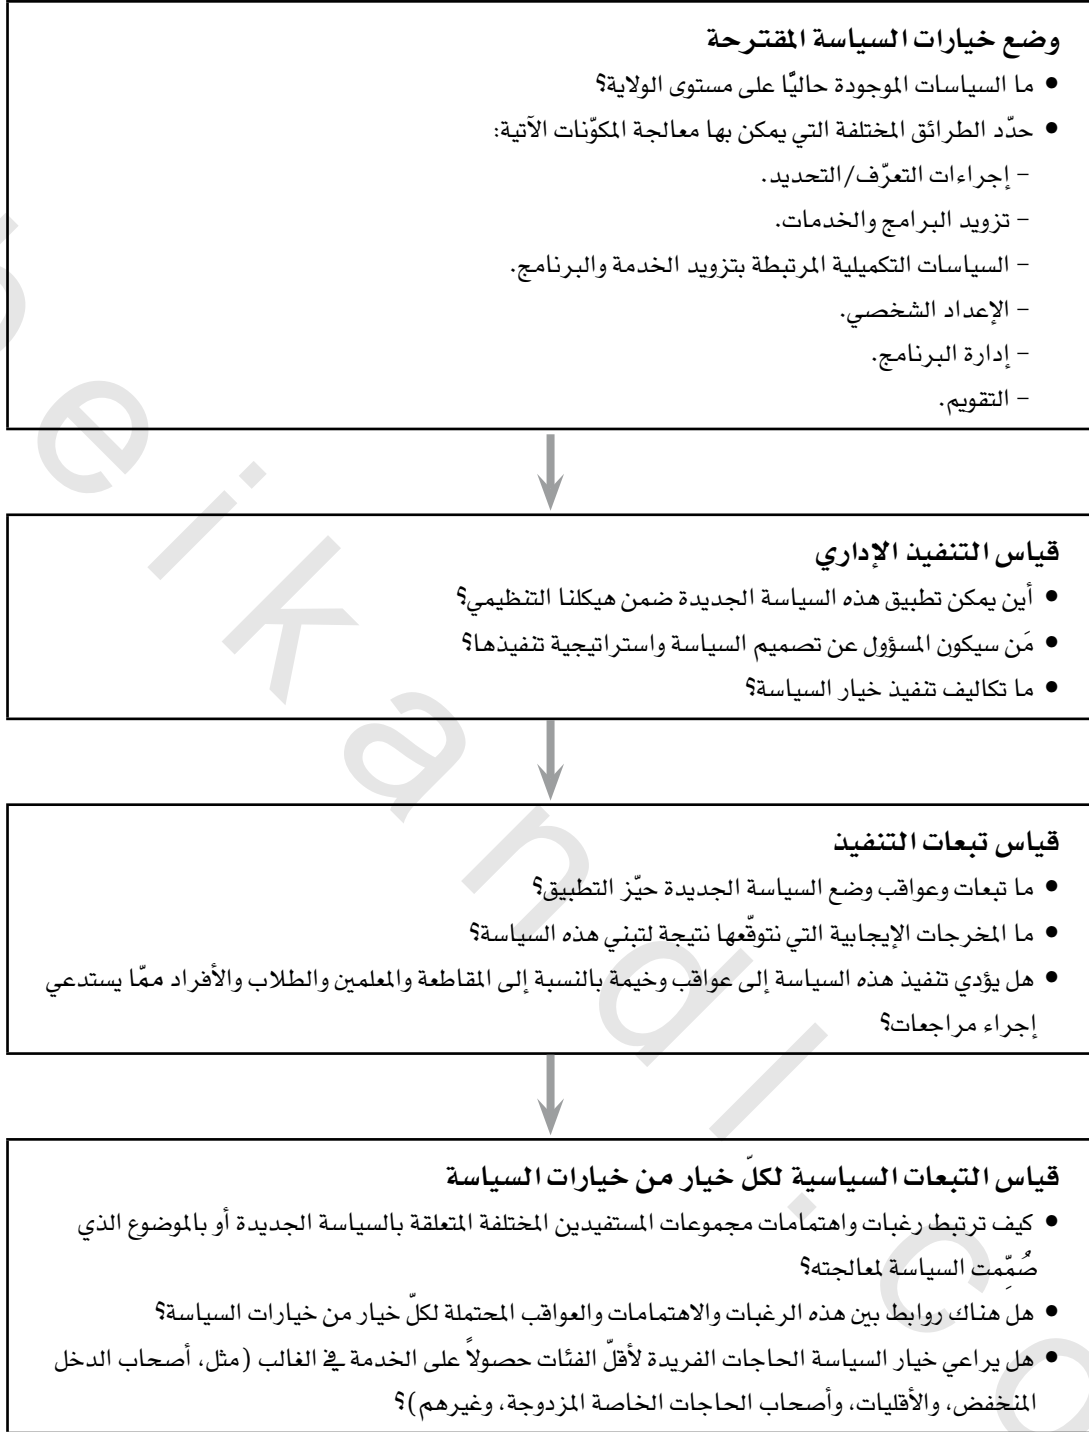 وضع خيارات السياسة المقترحة
• ما السياسات الموجودة حاليًّا على مستوى الولاية؟
• حدّد الطرائق المختلفة التي يمكن بها معالجة المكوّنات الآتية:
- إجراءات التعرّف/التحديد.
- تزويد البرامج والخدمات.
- السياسات التكميلية المرتبطة بتزويد الخدمة والبرنامج.
- الإعداد الشخصي.
- إدارة البرنامج.
- التقويم.
قياس التنفيذ الإداري
• أين يمكن تطبيق هذه السياسة الجديدة ضمن هيكلنا التنظيمي؟
• مَن سيكون المسؤول عن تصميم السياسة واستراتيجية تنفيذها؟
• ما تكاليف تنفيذ خيار السياسة؟
قياس تبعات التنفيذ
• ما تبعات وعواقب وضع السياسة الجديدة حيّز التطبيق؟
• ما المخرجات الإيجابية التي نتوقّعها نتيجة لتبني هذه السياسة؟
• هل يؤدي تنفيذ هذه السياسة إلى عواقب وخيمة بالنسبة إلى المقاطعة والمعلمين والطلاب والأفراد ممّا يستدعي
إجراء مراجعات؟
قياس التبعات السياسية لكلّ خيار من خيارات السياسة
• كيف ترتبط رغبات واهتمامات مجموعات المستفيدين المختلفة المتعلقة بالسياسة الجديدة أو بالموضوع الذي
صُمِّمت السياسة لمعالجته؟
• هل هناك روابط بين هذه الرغبات والاهتمامات والعواقب المحتملة لكلّ خيار من خيارات السياسة؟
• هل يراعي خيار السياسة الحاجات الفريدة لأقلّ الفئات حصولاً على الخدمة في الغالب (مثل، أصحاب الدخل
المنخفض، والأقليات، وأصحاب الحاجات الخاصة المزدوجة، وغيرهم)؟
beikandl.co